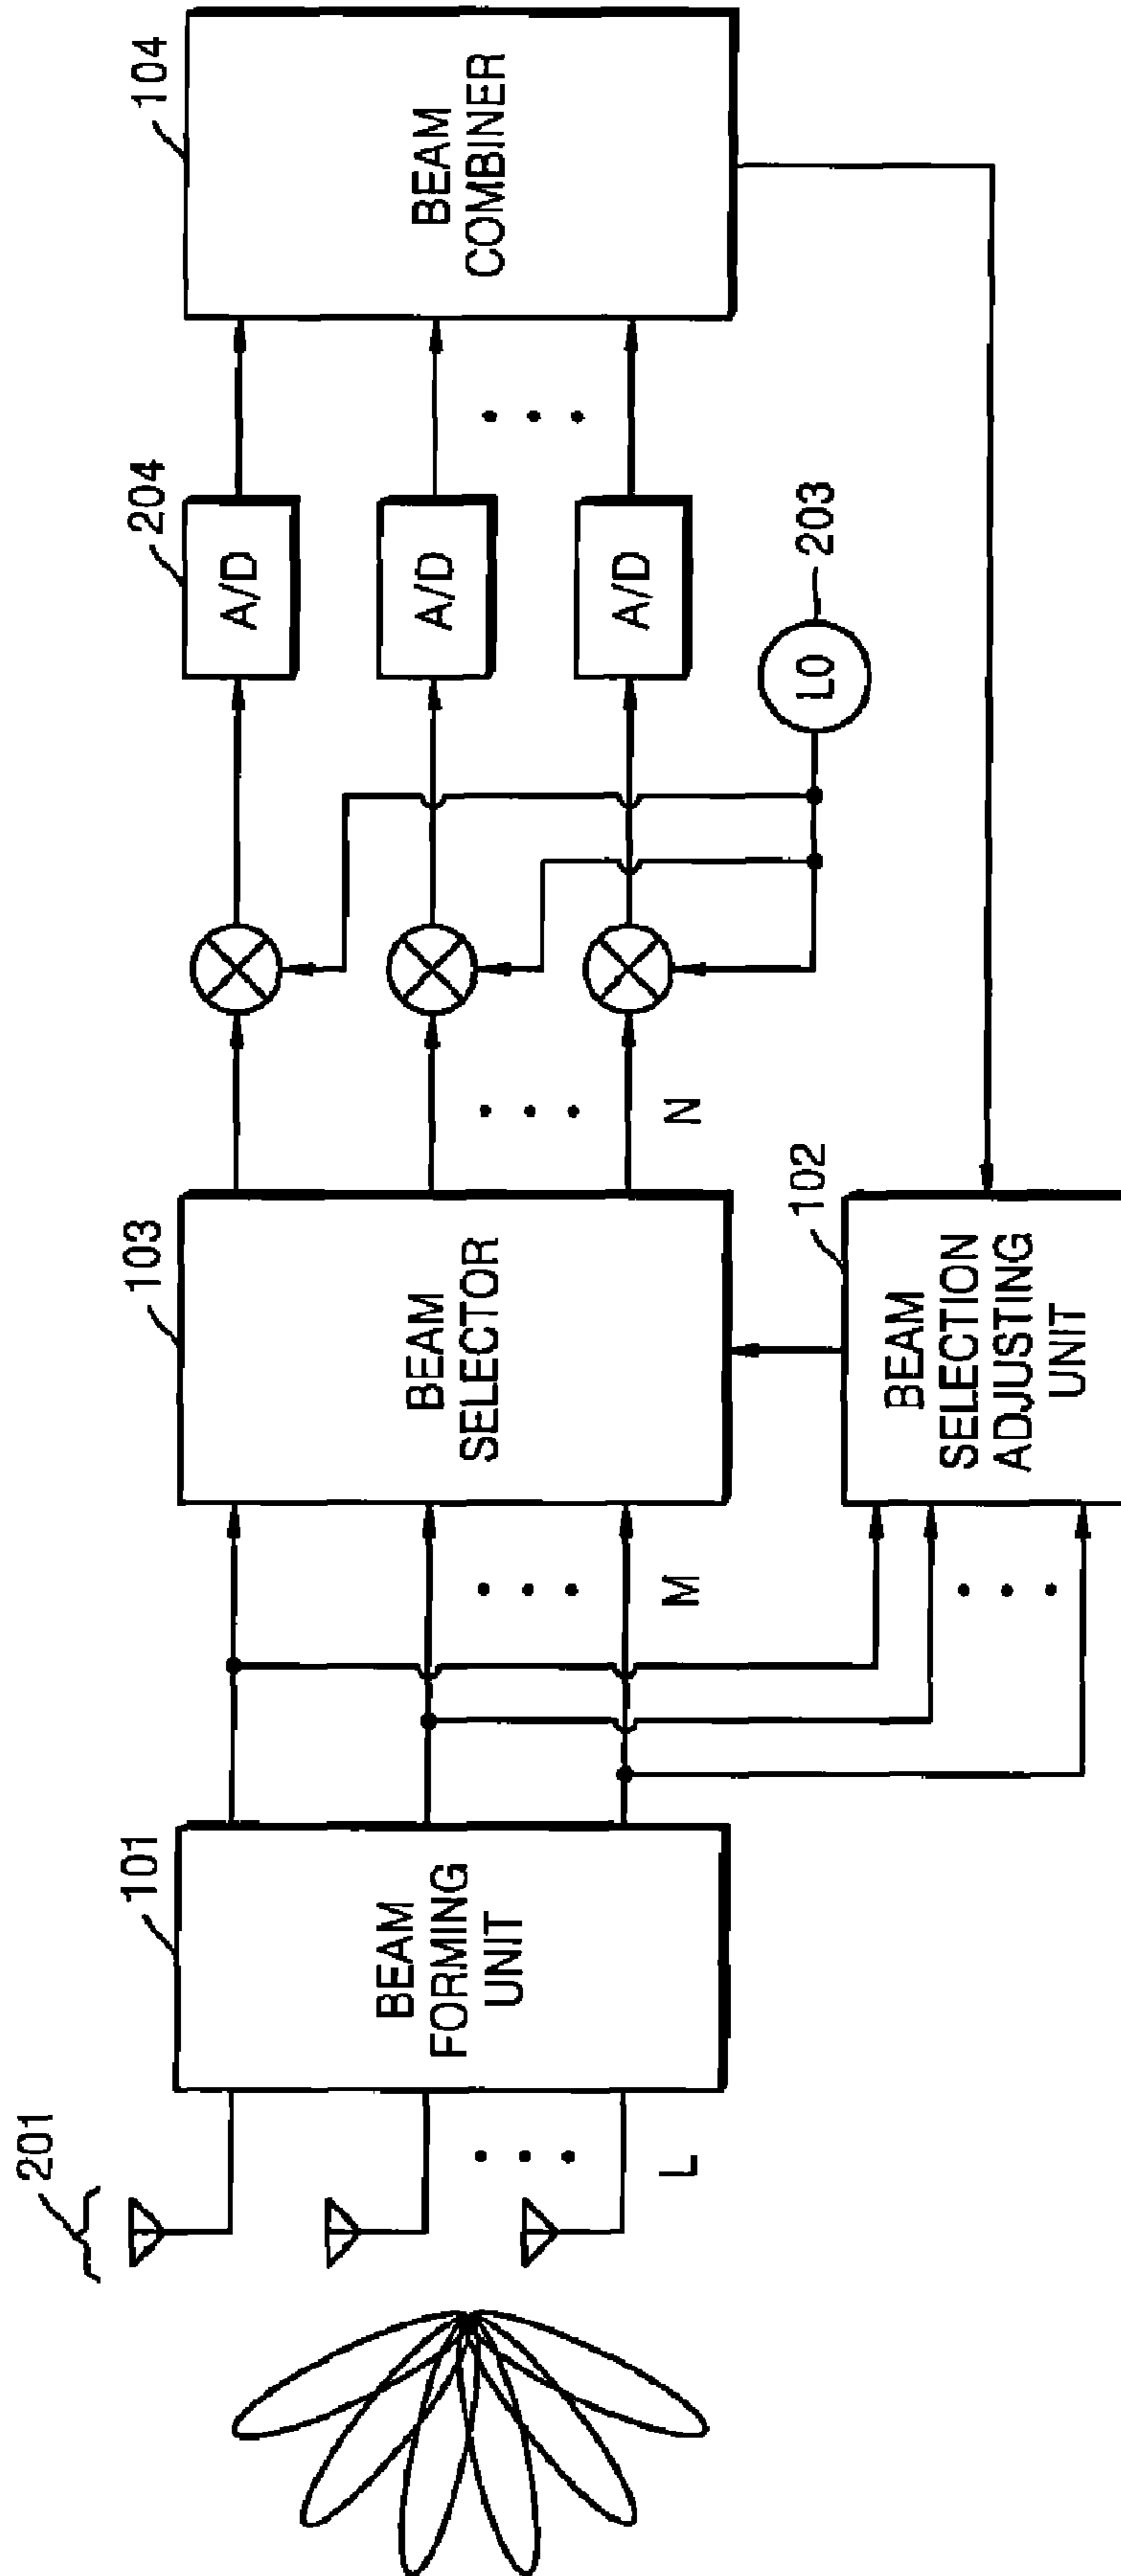 201
L
101
BEAM
FORMING
UNIT
M
103
BEAM
SELECTOR
102
BEAM
SELECTION
ADJUSTING
UNIT
N
LO
203
204
A/D
A/D
A/D
104
BEAM
COMBINER